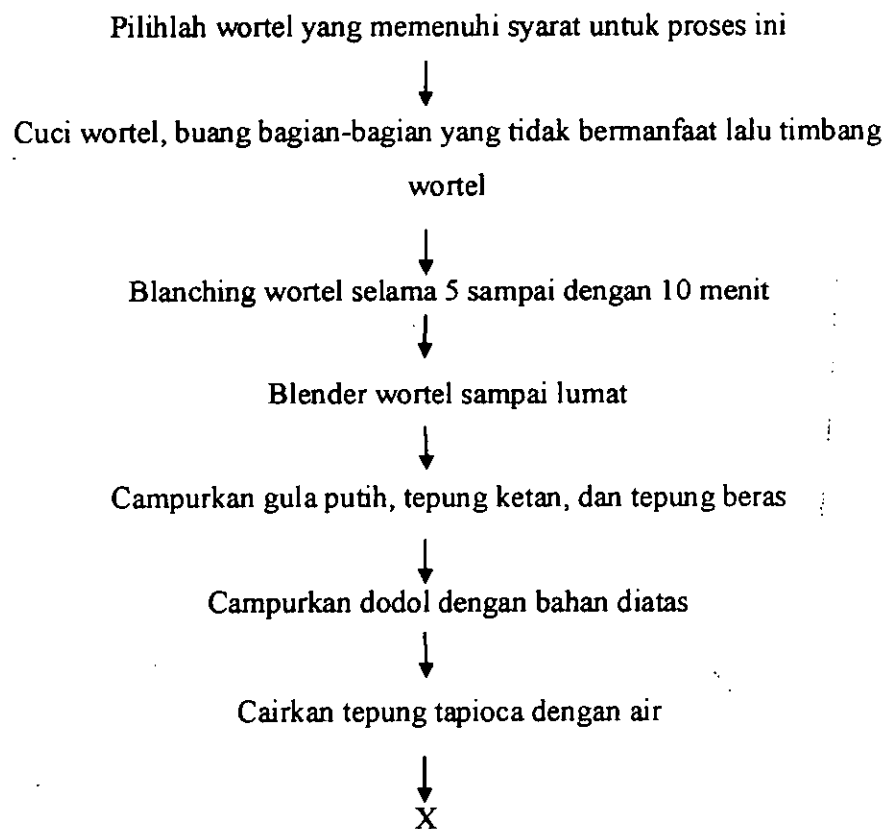 Pilihlah wortel yang memenuhi syarat untuk proses ini
Cuci wortel, buang bagian-bagian yang tidak bermanfaat lalu timbang
wortel
Blanching wortel selama 5 sampai dengan 10 menit
Blender wortel sampai lumat
Campurkan gula putih, tepung ketan, dan tepung beras
Campurkan dodol dengan bahan diatas
Cairkan tepung tapioca dengan air
X